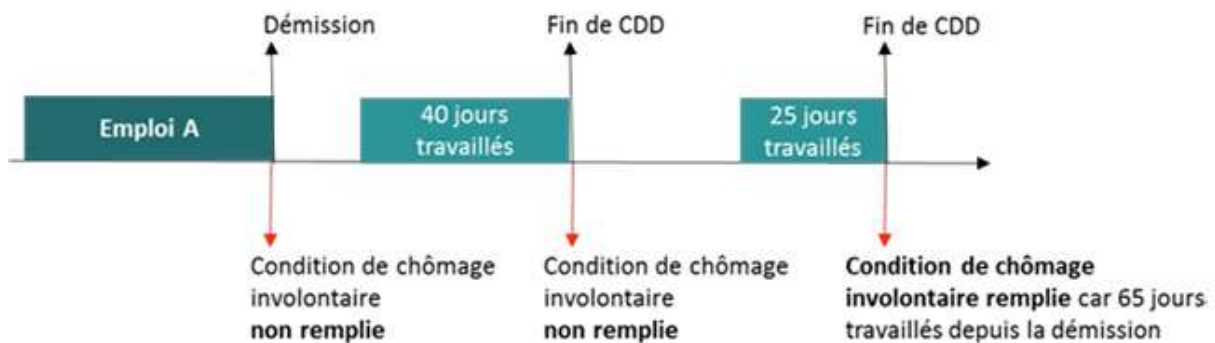 Démission
Fin de CDD
Fin de CDD
Emploi A
40 jours
travaillés
25 jours
travaillés
Condition de chômage
involontaire
non remplie
Condition de chômage
involontaire
non remplie
Condition de chômage
involontaire remplie car 65 jours
travaillés depuis la démission